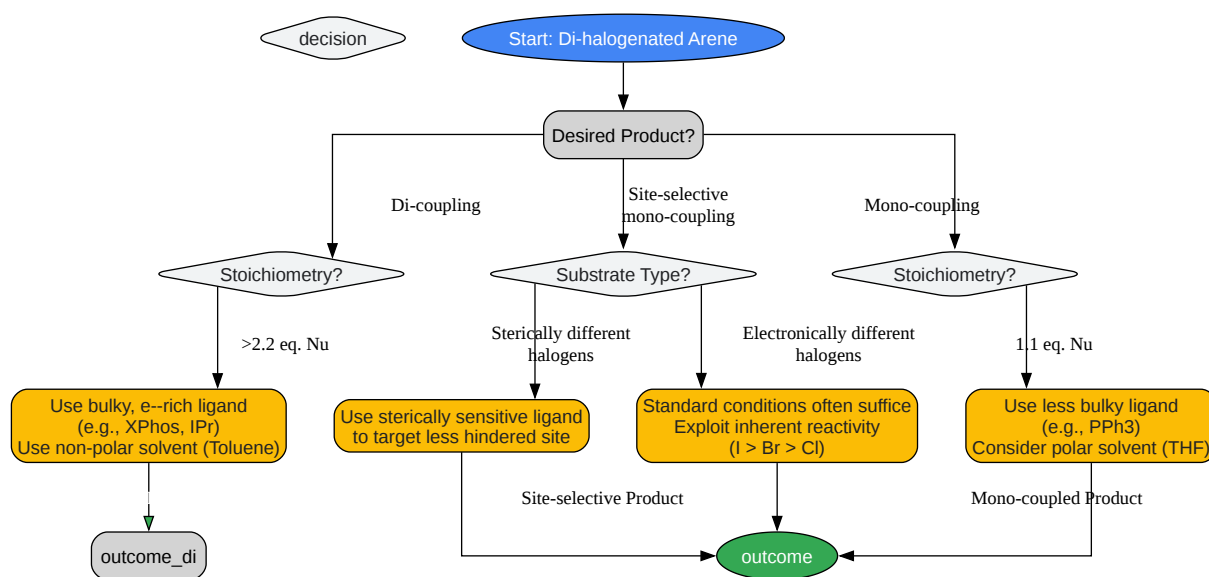 decision
Start: Di-halogenated Arene
Desired Product?
Di-coupling
Site-selective
mono-coupling
Mono-coupling
Stoichiometry?
Substrate Type?
Stoichiometry?
>2.2 eq. Nu
Sterically different
halogens
Electronically different
halogens
1.1 eq. Nu
Use bulky, e--rich ligand
(e.g., XPhos, IPr)
Use non-polar solvent (Toluene)
Use sterically sensitive ligand
to target less hindered site
Standard conditions often suffice
Exploit inherent reactivity
(I > Br > Cl)
Use less bulky ligand
(e.g., PPh3)
Consider polar solvent (THF)
Site-selective Product
Mono-coupled Product
outcome_di
outcome